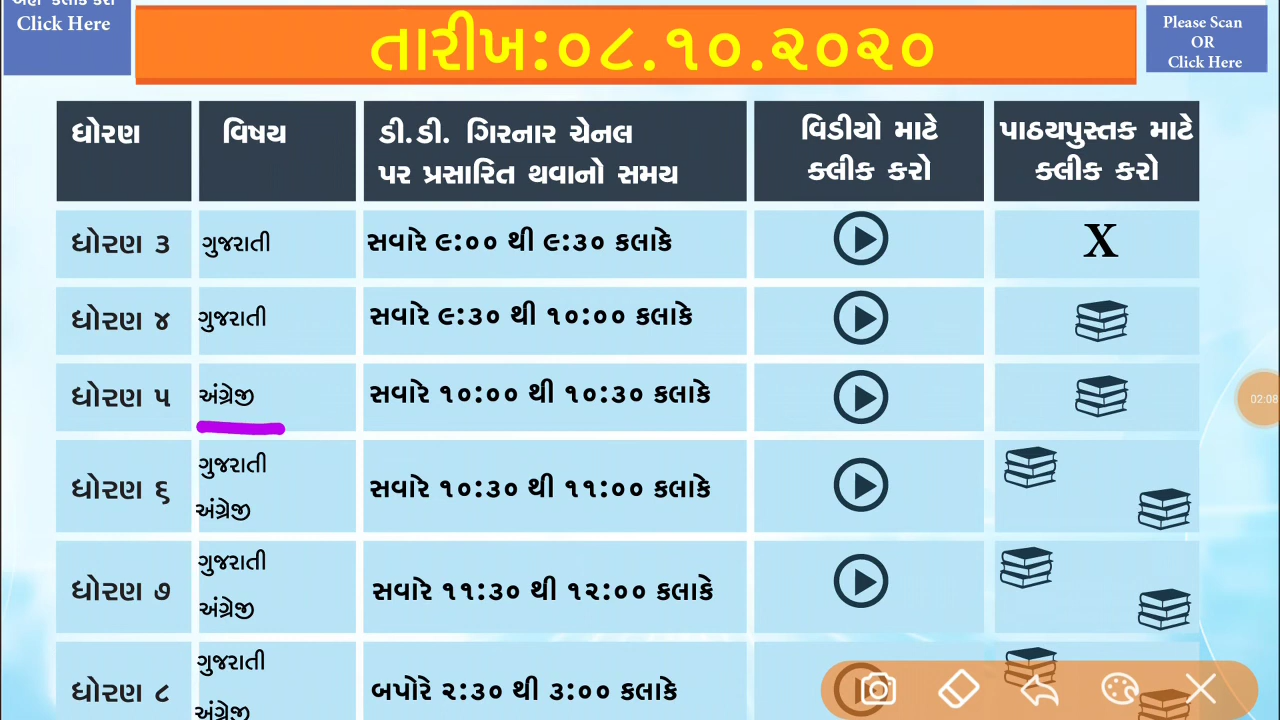 Click Here
તારીખ:૦૮.૧૦.૨૦૨૦
Please Scan
OR
Click Here
ધોરણ વિષય ડી.ડી. ગિરનાર ચેનલ પર પ્રસારિત થવાનો સમય વિડીયો માટે ક્લીક કરો પાઠયપુસ્તક માટે ક્લીક કરો
ધોરણ ૩ ગુજરાતી સવારે ૯:૦૦ થી ૯:૩૦ કલાકે X
ધોરણ ૪ ગુજરાતી સવારે ૯:૩૦ થી ૧૦:૦૦ કલાકે
ધોરણ ૫ અંગ્રેજી સવારે ૧૦:૦૦ થી ૧૦:૩૦ કલાકે
02:08
ધોરણ ૬ ગુજરાતી અંગ્રેજી સવારે ૧૦:૩૦ થી ૧૧:૦૦ કલાકે
ધોરણ ૭ ગુજરાતી અંગ્રેજી સવારે ૧૧:૩૦ થી ૧૨:૦૦ કલાકે
ધોરણ ૮ ગુજરાતી અંગ્રેજી બપોરે ૨:૩૦ થી ૩:૦૦ કલાકે